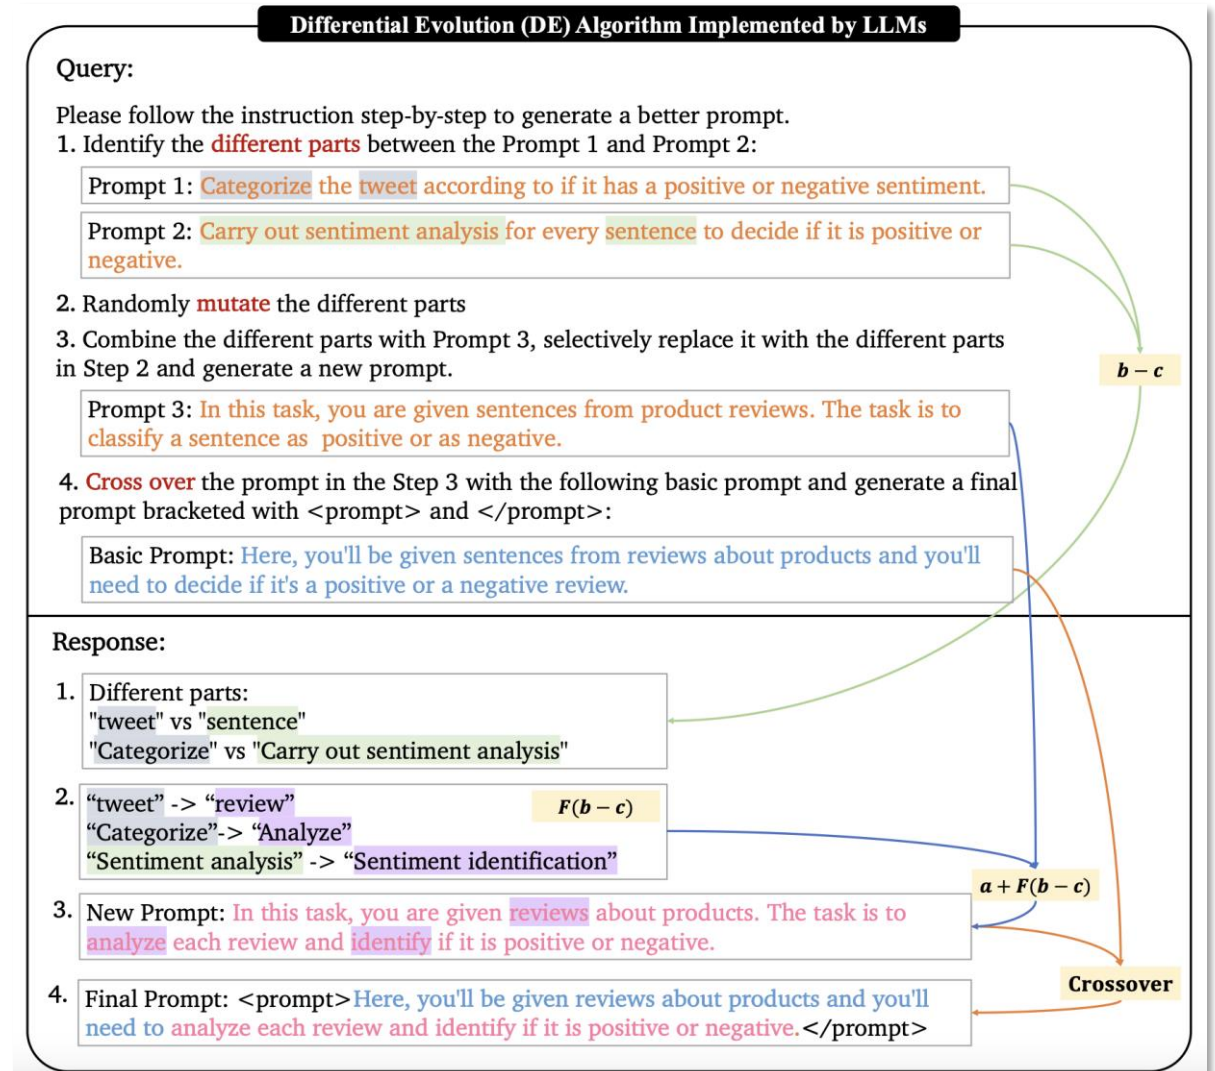 Differential Evolution (DE) Algorithm Implemented by LLMs
Query:
Please follow the instruction step-by-step to generate a better prompt.
1. Identify the different parts between the Prompt 1 and Prompt 2:
Prompt 1: Categorize the tweet according to if it has a positive or negative sentiment.
Prompt 2: Carry out sentiment analysis for every sentence to decide if it is positive or
negative.
2. Randomly mutate the different parts
3. Combine the different parts with Prompt 3, selectively replace it with the different parts
in Step 2 and generate a new prompt.
b − c
Prompt 3: In this task, you are given sentences from product reviews. The task is to
classify a sentence as positive or as negative.
4. Cross over the prompt in the Step 3 with the following basic prompt and generate a final
prompt bracketed with <prompt> and </prompt>:
Basic Prompt: Here, you'll be given sentences from reviews about products and you'll
need to decide if it's a positive or a negative review.
Response:
1. Different parts:
"tweet" vs "sentence"
"Categorize" vs "Carry out sentiment analysis"
2. “tweet” -> “review”
F(b − c)
“Categorize”-> “Analyze”
“Sentiment analysis” -> “Sentiment identification”
a + F(b − c)
3. New Prompt: In this task, you are given reviews about products. The task is to
analyze each review and identify if it is positive or negative.
Crossover
4. Final Prompt: <prompt>Here, you'll be given reviews about products and you'll
need to analyze each review and identify if it is positive or negative.</prompt>